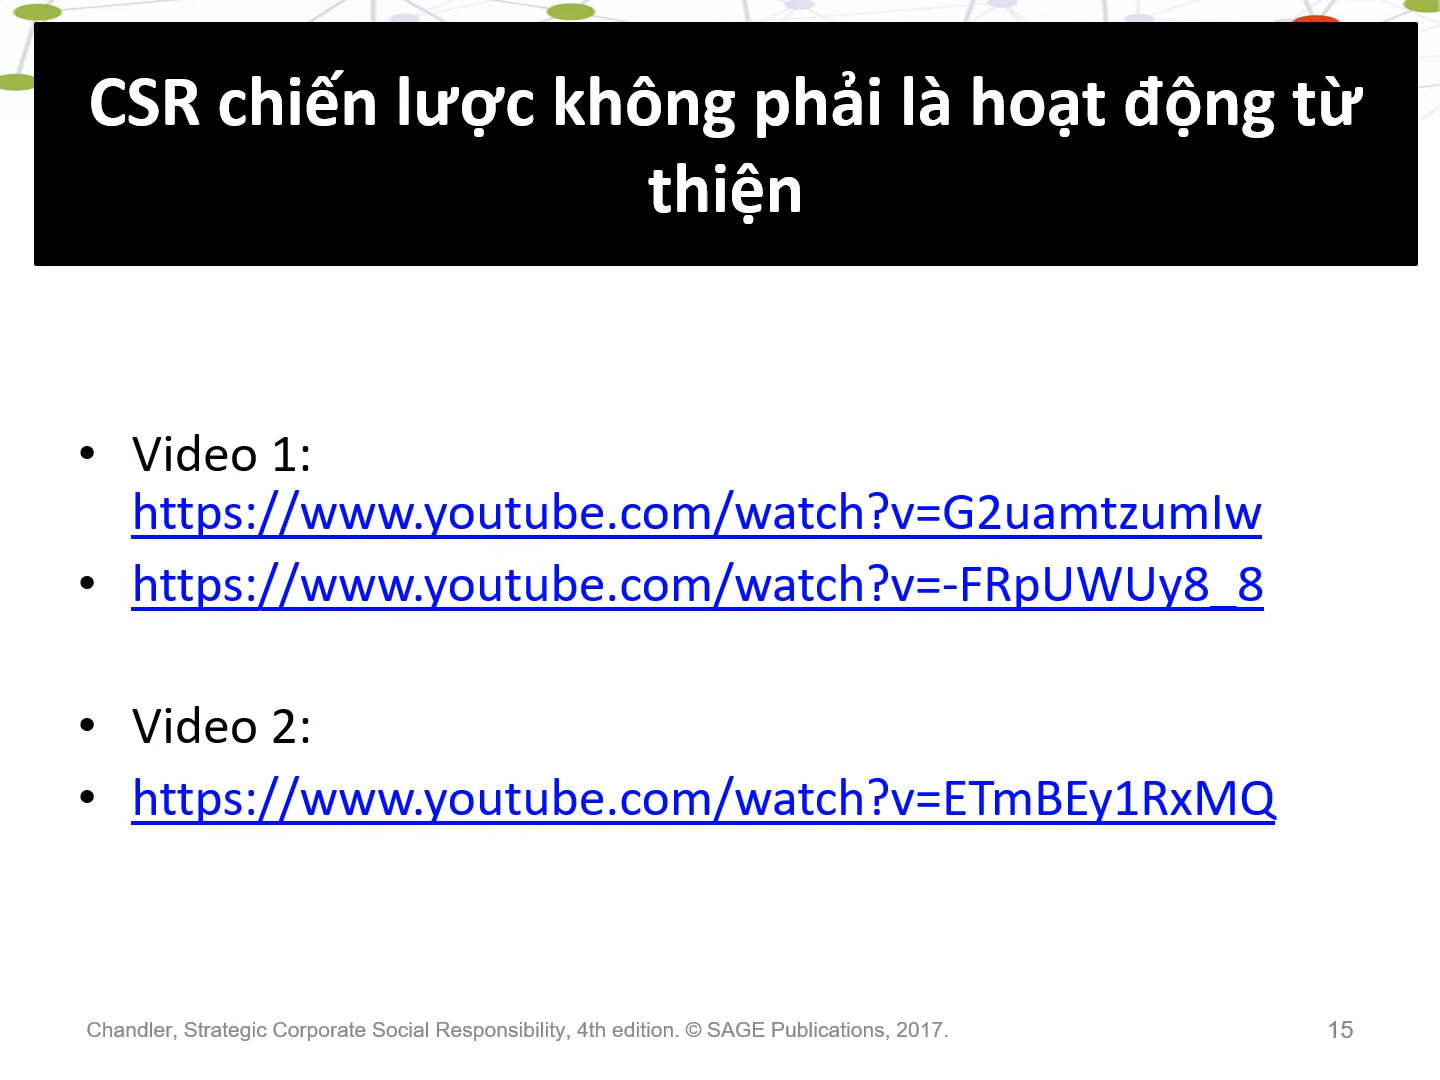 CSR chiến lược không phải là hoạt động từ
thiện
• Video 1:
https://www.youtube.com/watch?v=G2uamtzumIw
• https://www.youtube.com/watch?v=-FRpUWUy8_8
• Video 2:
• https://www.youtube.com/watch?v=ETmBEy1RxMQ
Chandler, Strategic Corporate Social Responsibility, 4th edition. © SAGE Publications, 2017.
15